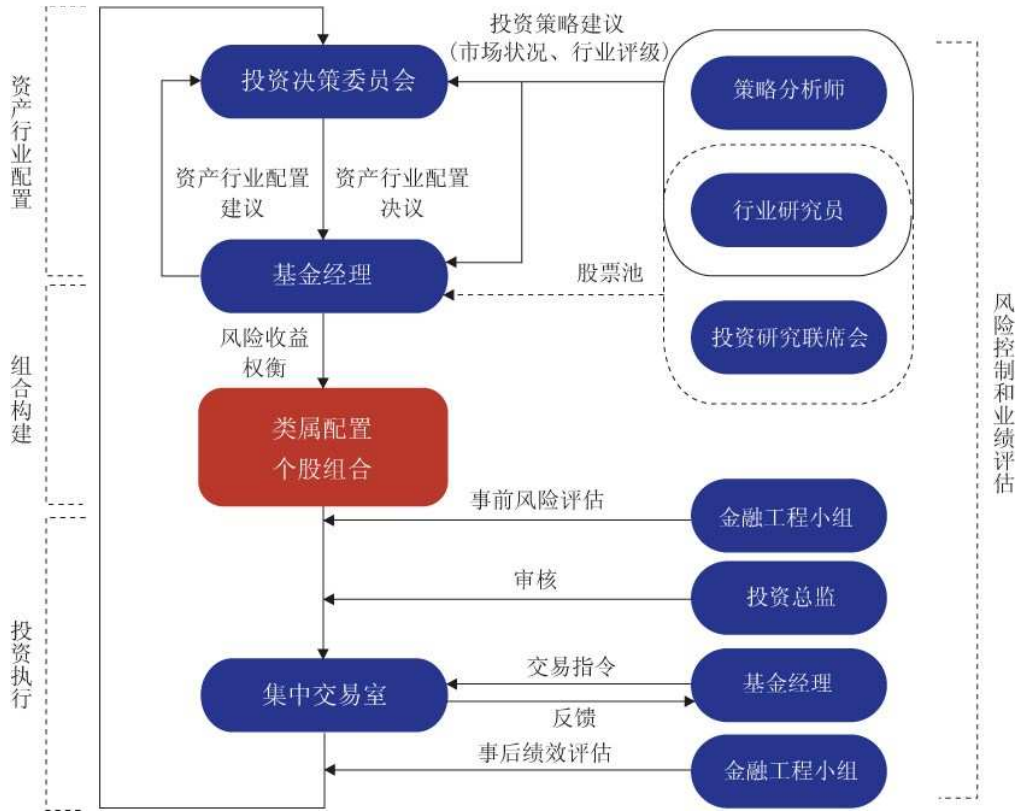 投资策略建议
(市场状况、行业评级)
投资决策委员会
策略分析师
资产行业配置
资产行业配置
建议
资产行业配置
决议
行业研究员
基金经理
股票池
投资研究联席会
风险收益
权衡
组合构建
类属配置
个股组合
风险控制和业绩评估
事前风险评估
金融工程小组
审核
投资总监
投资执行
集中交易室
交易指令
反馈
基金经理
事后绩效评估
金融工程小组